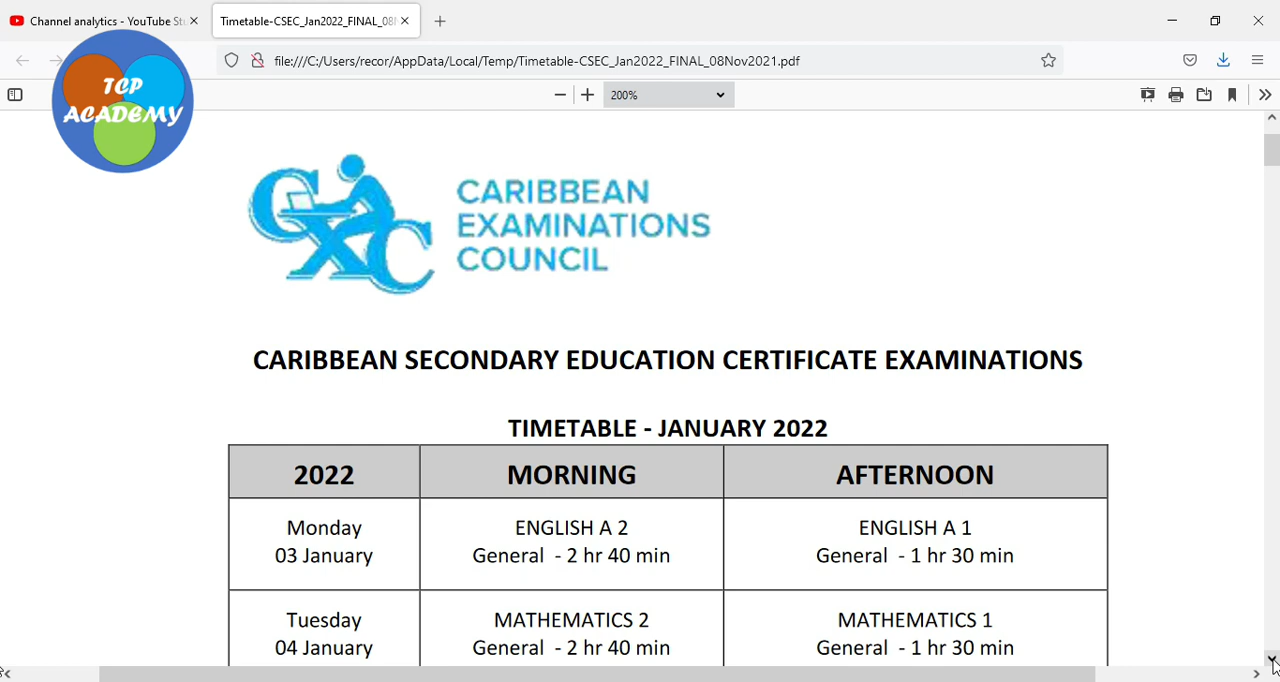 Channel analytics - YouTube St
Timetable-CSEC_Jan2022_FINAL_08
file:///C:/Users/recor/AppData/Local/Temp/Timetable-CSEC_Jan2022_FINAL_08Nov2021.pdf
200%
TCP
ACADEMY
CXC
CARIBBEAN
EXAMINATIONS
COUNCIL
CARIBBEAN SECONDARY EDUCATION CERTIFICATE EXAMINATIONS
TIMETABLE - JANUARY 2022
2022 MORNING AFTERNOON
Monday ENGLISH A 2 ENGLISH A 1
03 January General - 2 hr 40 min General - 1 hr 30 min
Tuesday MATHEMATICS 2 MATHEMATICS 1
04 January General - 2 hr 40 min General - 1 hr 30 min